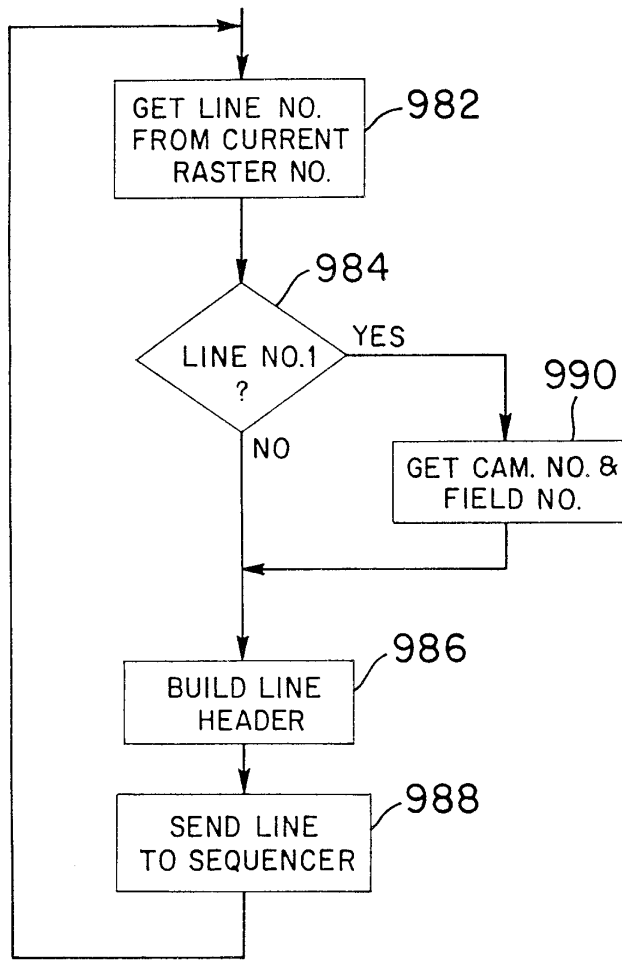 GET LINE NO.
FROM CURRENT
RASTER NO.
982
984
LINE NO.1
?
YES
990
NO
GET CAM. NO. &
FIELD NO.
986
BUILD LINE
HEADER
988
SEND LINE
TO SEQUENCER